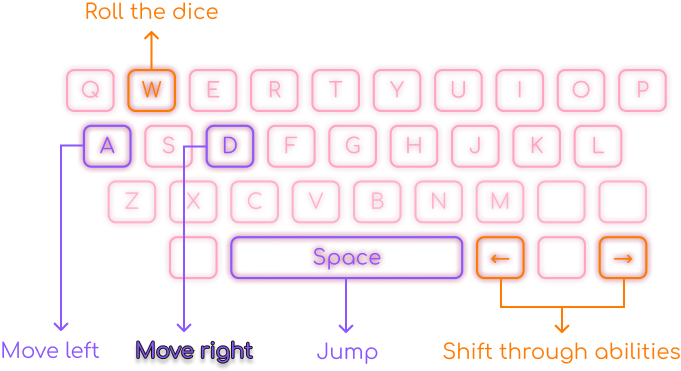 Roll the dice
Q W E R T Y U I O P
A S D F G H J K L
Z X C V B N M
Space ← →
Move left Move right Jump Shift through abilities